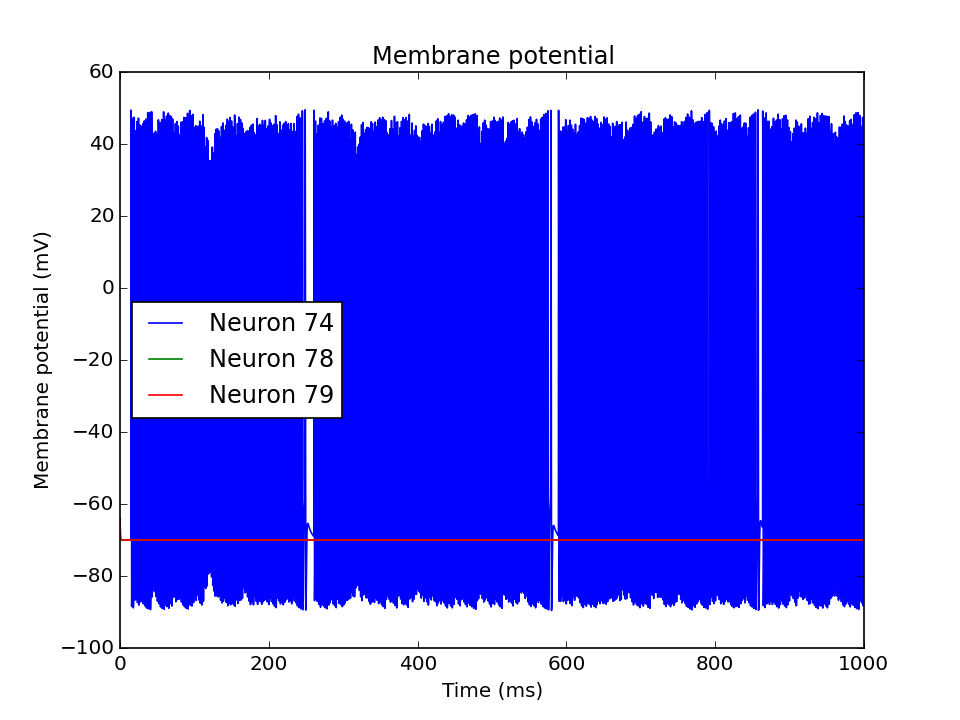 Membrane potential
60
40
20
0
−20
−40
−60
−80
−100
Membrane potential (mV)
Neuron 74
Neuron 78
Neuron 79
0 200 400 600 800 1000
Time (ms)